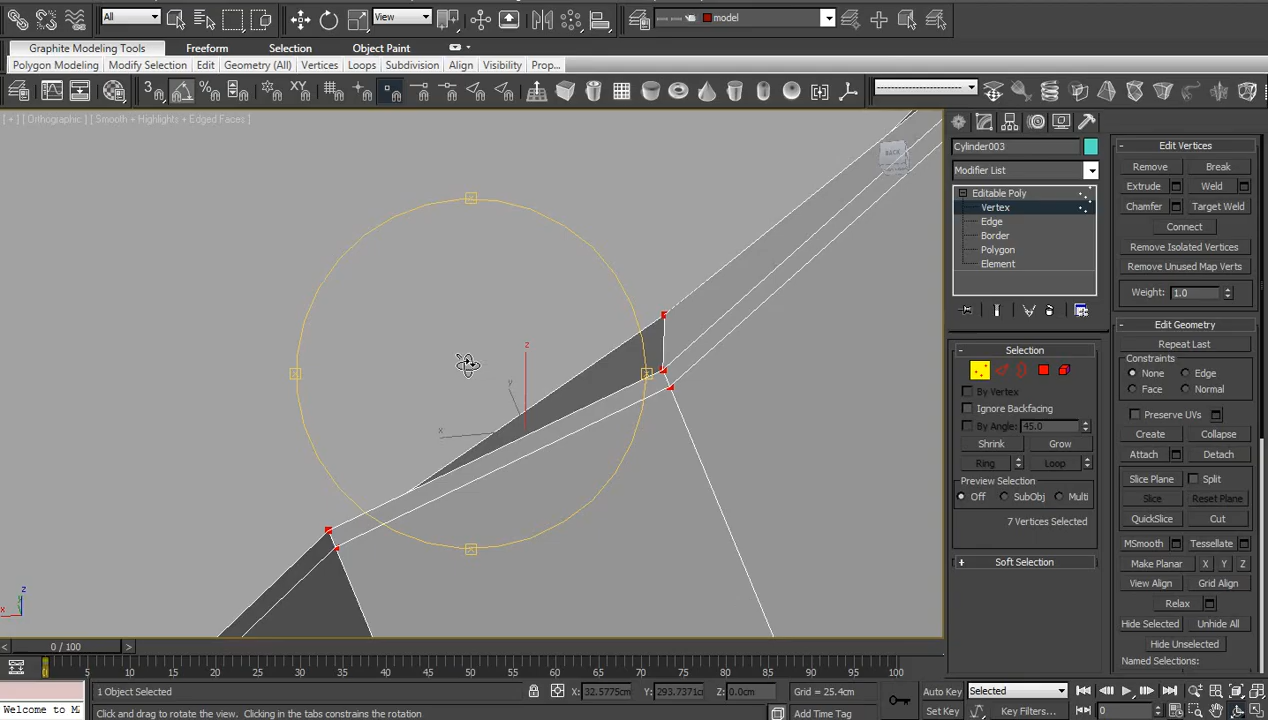 All
View
model
Graphite Modeling Tools Freeform Selection Object Paint
Polygon Modeling Modify Selection Edit Geometry (All) Vertices Loops Subdivision Align Visibility Prop...
3 % XY
[ + ] [ Orthographic ] [ Smooth + Highlights + Edged Faces ]
BACK
z
y
x
z
x
Cylinder003
Modifier List
Editable Poly
Vertex
Edge
Border
Polygon
Element
- Selection
By Vertex
Ignore Backfacing
By Angle: 45.0
Shrink Grow
Ring Loop
Preview Selection
Off SubObj Multi
7 Vertices Selected
+ Soft Selection
- Edit Vertices
Remove Break
Extrude Weld
Chamfer Target Weld
Connect
Remove Isolated Vertices
Remove Unused Map Verts
Weight: 1.0
- Edit Geometry
Repeat Last
Constraints
None Edge
Face Normal
Preserve UVs
Create Collapse
Attach Detach
Slice Plane Split
Slice Reset Plane
QuickSlice Cut
MSmooth Tessellate
Make Planar X Y Z
View Align Grid Align
Relax
Hide Selected Unhide All
Hide Unselected
Named Selections:
< 0 / 100 >
0 5 10 15 20 25 30 35 40 45 50 55 60 65 70 75 80 85 90 95 100
1 Object Selected X: 32.5775cm Y: 293.7371c Z: 0.0cm Grid = 25.4cm Auto Key Selected
Welcome to M Click and drag to rotate the view. Clicking in the tabs constrains the rotation Add Time Tag Set Key Key Filters... 0